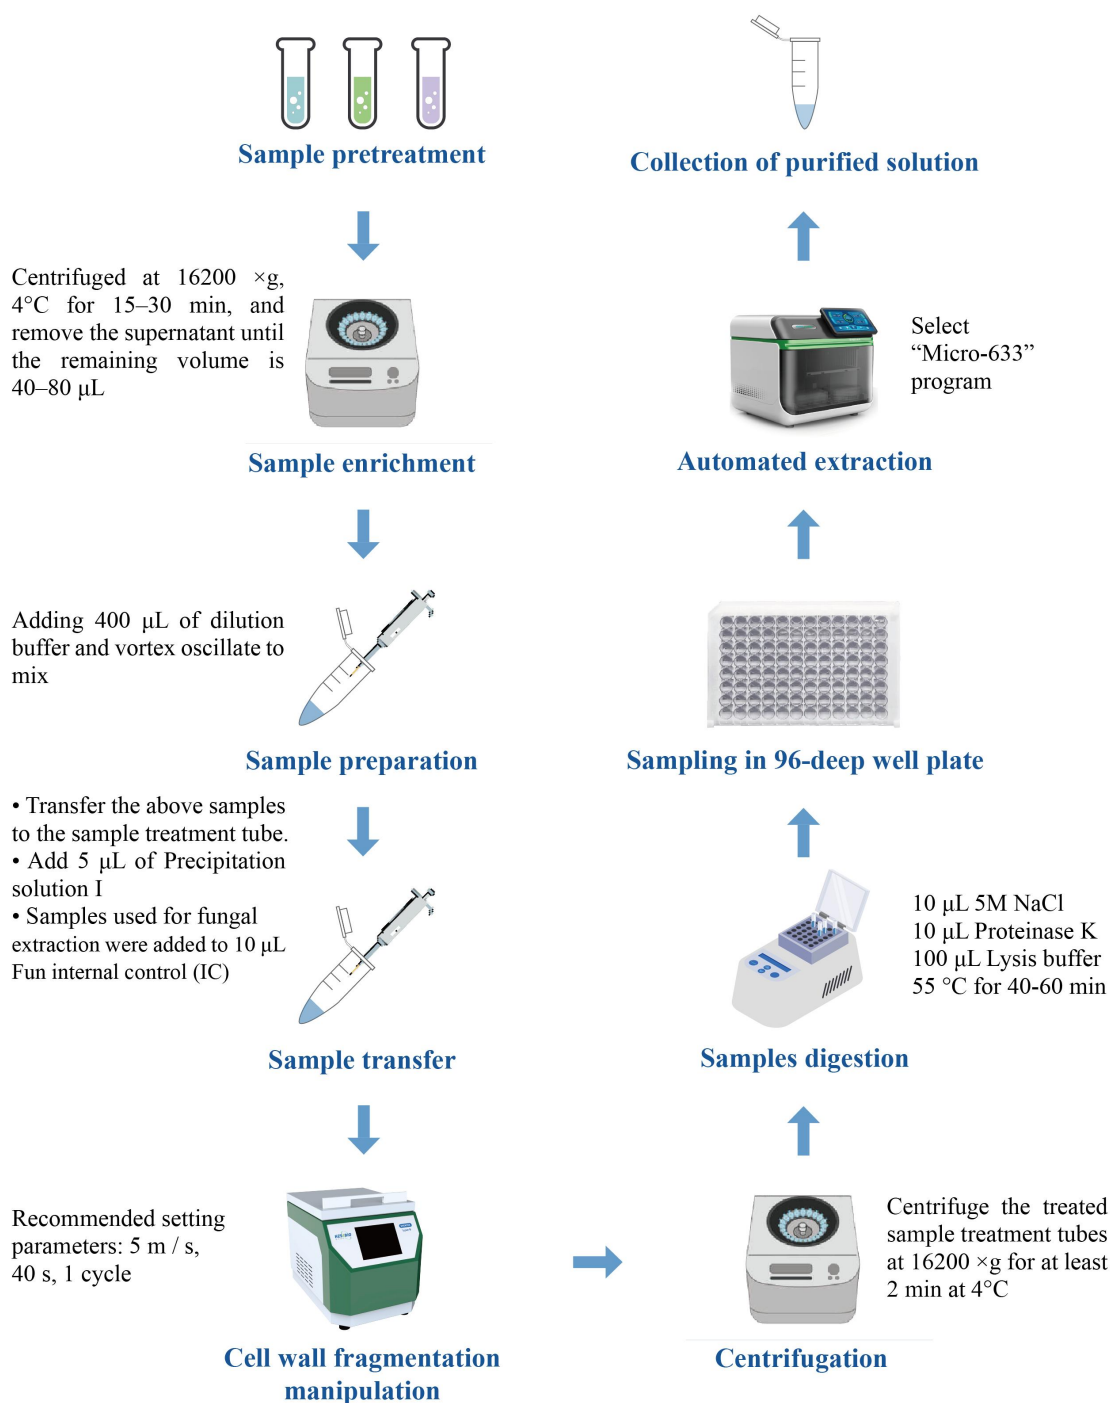 Sample pretreatment
Centrifuged at 16200 ×g,
4°C for 15–30 min, and
remove the supernatant until
the remaining volume is
40–80 μL
Sample enrichment
Adding 400 μL of dilution
buffer and vortex oscillate to
mix
Sample preparation
• Transfer the above samples
to the sample treatment tube.
• Add 5 μL of Precipitation
solution I
• Samples used for fungal
extraction were added to 10 μL
Fun internal control (IC)
Sample transfer
Recommended setting
parameters: 5 m / s,
40 s, 1 cycle
Cell wall fragmentation
manipulation
Centrifuge the treated
sample treatment tubes
at 16200 ×g for at least
2 min at 4°C
Centrifugation
10 μL 5M NaCl
10 μL Proteinase K
100 μL Lysis buffer
55 °C for 40-60 min
Samples digestion
Sampling in 96-deep well plate
Select
“Micro-633”
program
Automated extraction
Collection of purified solution